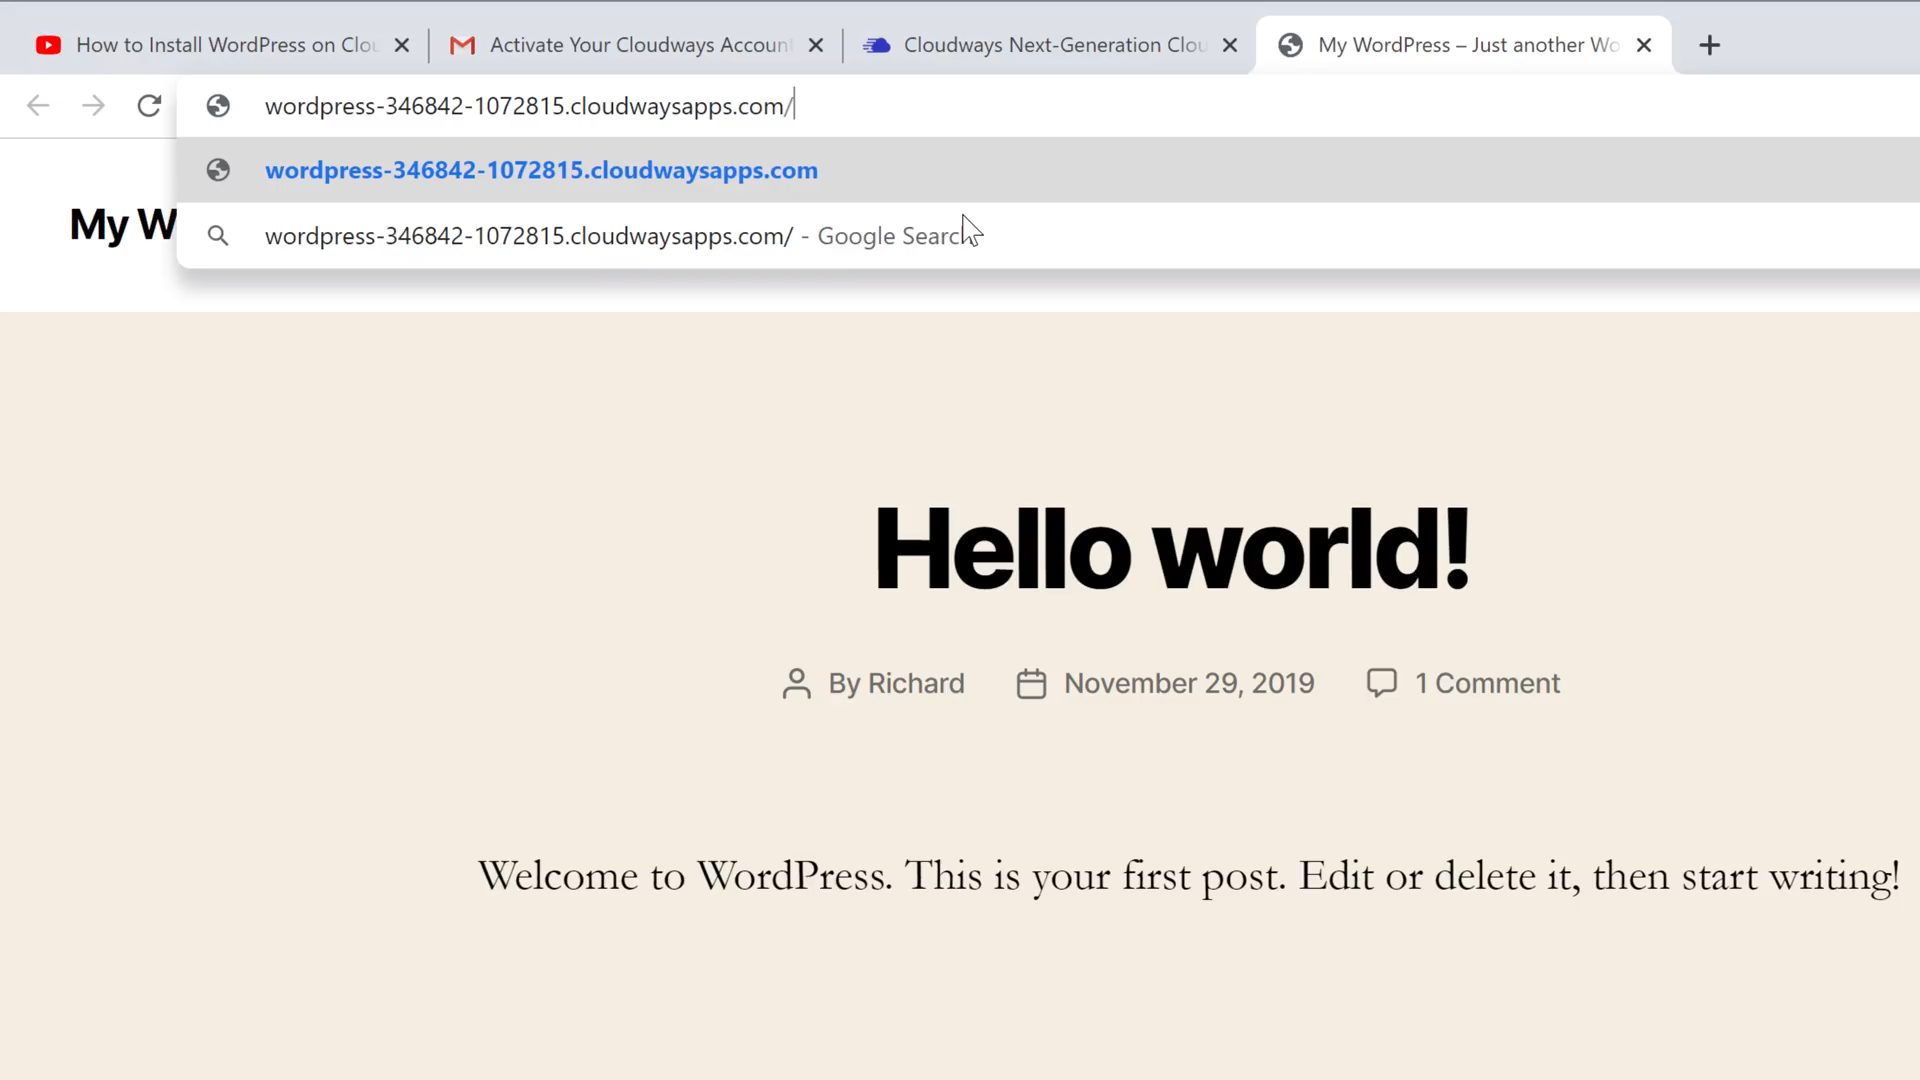 How to Install WordPress on Clou
Activate Your Cloudways Account
Cloudways Next-Generation Clou
My WordPress – Just another Wo
wordpress-346842-1072815.cloudwaysapps.com/
wordpress-346842-1072815.cloudwaysapps.com
wordpress-346842-1072815.cloudwaysapps.com/ - Google Searc
My W
Hello world!
By Richard
November 29, 2019
1 Comment
Welcome to WordPress. This is your first post. Edit or delete it, then start writing!